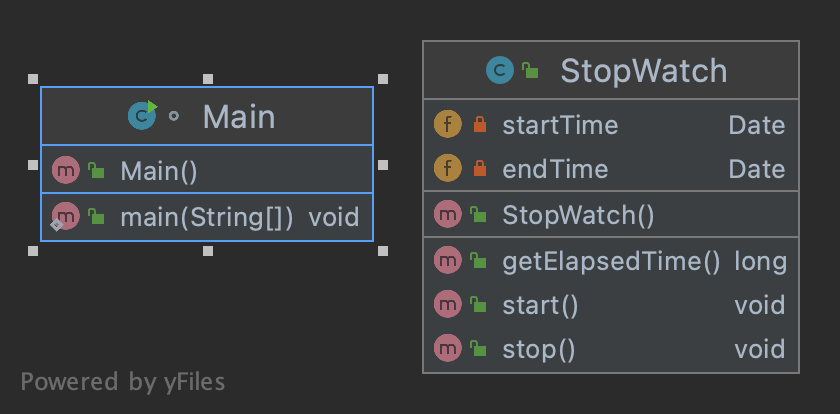 Main
Main()
main(String[]) void
StopWatch
startTime Date
endTime Date
StopWatch()
getElapsedTime() long
start() void
stop() void
Powered by yFiles